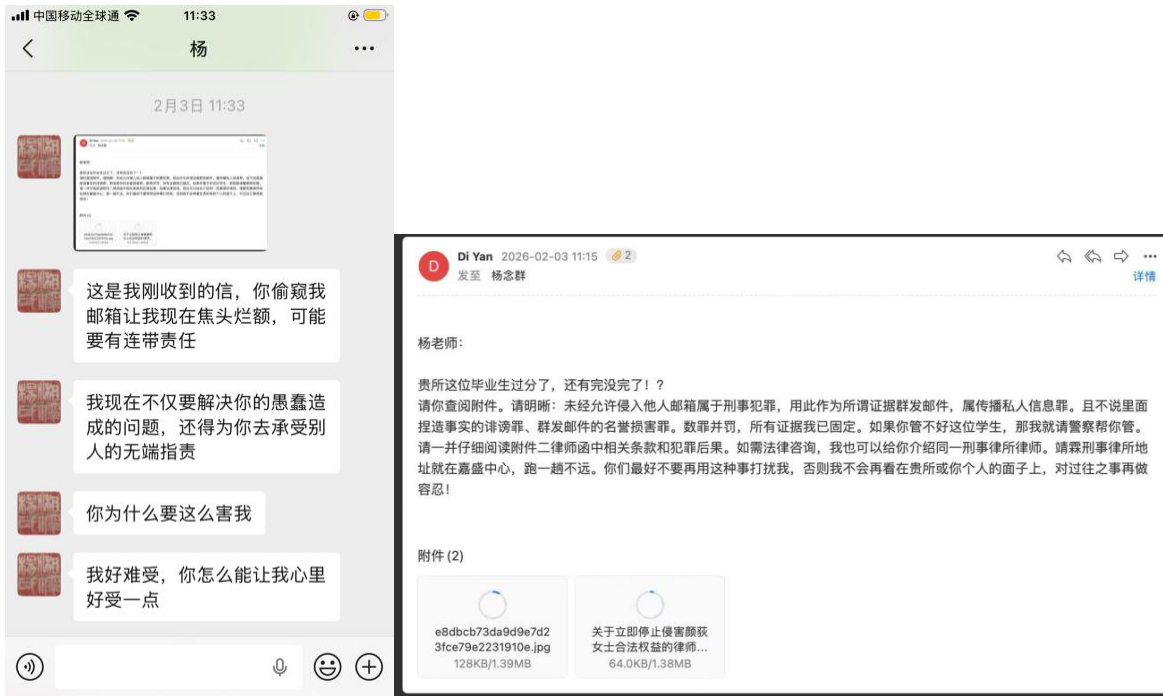 中国移动全球通
11:33
杨
2月3日 11:33
这是我刚收到的信，你偷窥我
邮箱让我现在焦头烂额，可能
要有连带责任
我现在不仅要解决你的愚蠢造
成的问题，还得为你去承受别
人的无端指责
你为什么要这么害我
我好难受，你怎么能让我心里
好受一点
D
Di Yan 2026-02-03 11:15 2
发至 杨念群
详情
杨老师：
贵所这位毕业生过分了，还有完没完了！？
请你查阅附件。请明晰：未经允许侵入他人邮箱属于刑事犯罪，用此作为所谓证据群发邮件，属传播私人信息罪。且不说里面
捏造事实的诽谤罪、群发邮件的名誉损害罪。数罪并罚，所有证据我已固定。如果你管不好这位学生，那我就请警察帮你管。
请一并仔细阅读附件二律师函中相关条款和犯罪后果。如需法律咨询，我也可以给你介绍同一刑事律所律师。靖霖刑事律所地
址就在嘉盛中心，跑一趟不远。你们最好不要再用这种事打扰我，否则我不会再看在贵所或你个人的面子上，对过往之事再做
容忍！
附件 (2)
e8dbcb73da9d9e7d2
3fce79e2231910e.jpg
128KB/1.39MB
关于立即停止侵害颜荻
女士合法权益的律师...
64.0KB/1.38MB